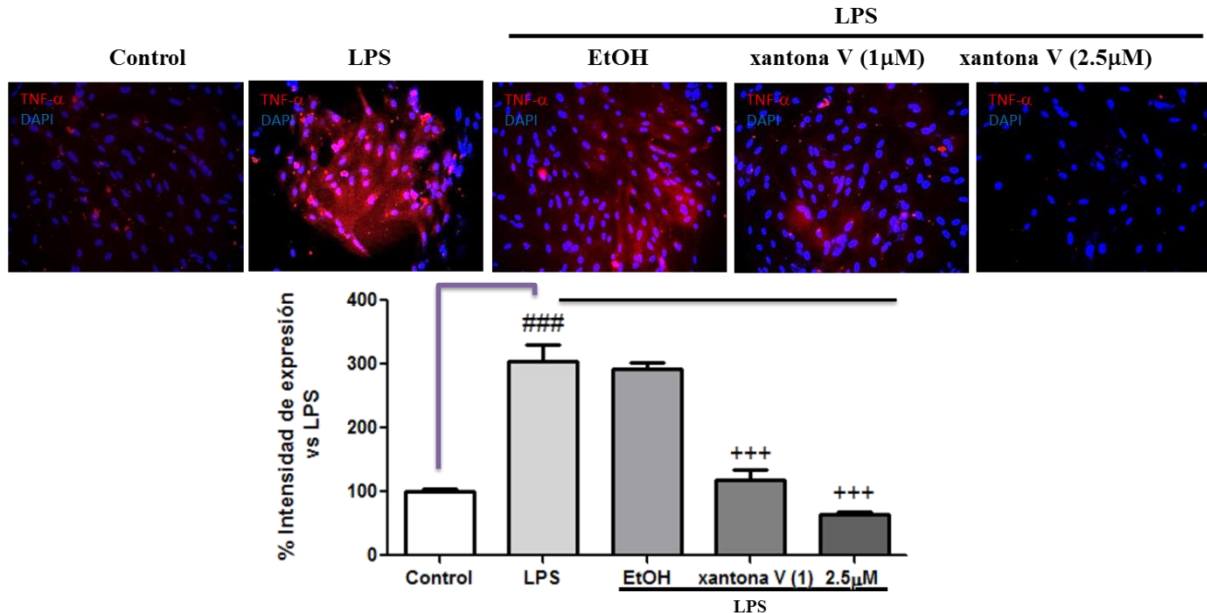 LPS
Control LPS EtOH xantona V (1μM) xantona V (2.5μM)
TNF-α TNF-α TNF-α TNF-α TNF-α
DAPI DAPI DAPI DAPI DAPI
% Intensidad de expresión
vs LPS
400
300
200
100
0
###
+++
+++
Control LPS EtOH xantona V (1) 2.5μM
LPS